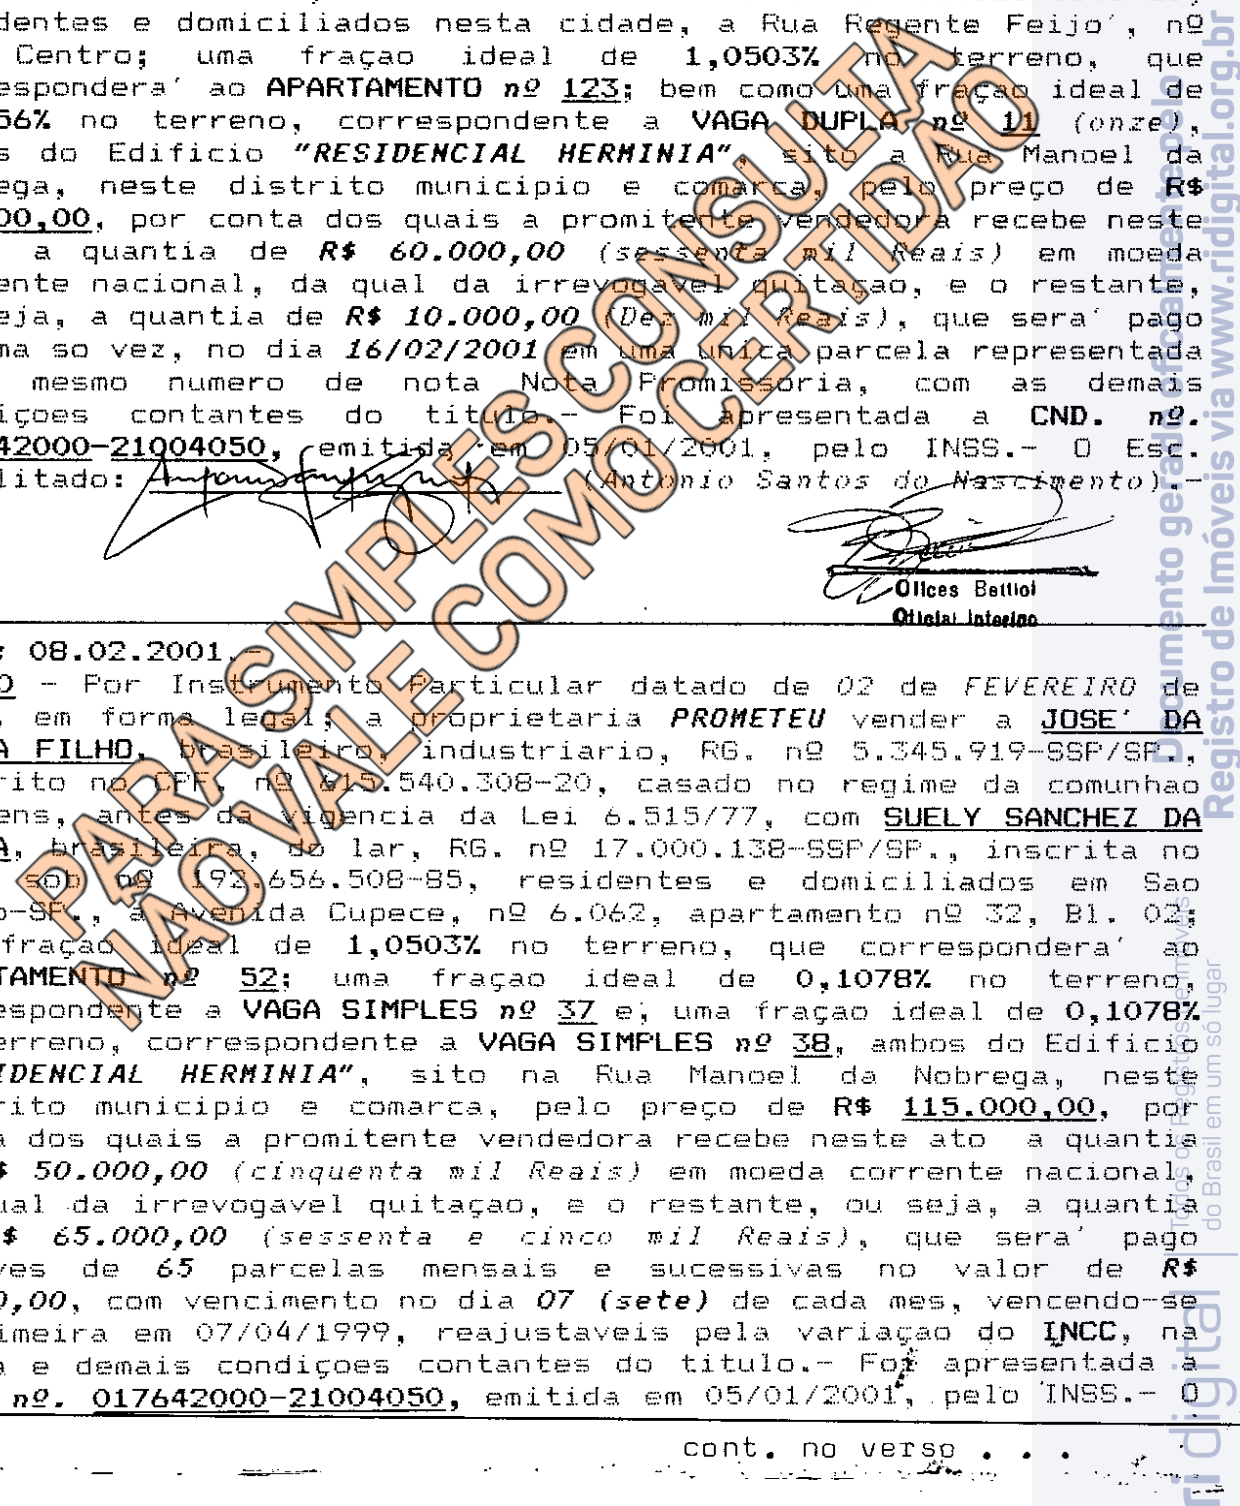 dentes e domiciliados nesta cidade, a Rua Regente Feijo´, nº
Centro; uma fraçao ideal de 1,0503% no terreno, que
espondera´ ao APARTAMENTO nº 123; bem como uma fraçao ideal de
56% no terreno, correspondente a VAGA DUPLA nº 11 (onze),
s do Edificio "RESIDENCIAL HERMINIA", sito a Rua Manoel da
ega, neste distrito municipio e comarca, pelo preço de R$
00,00, por conta dos quais a promitente vendedora recebe neste
a quantia de R$ 60.000,00 (sessenta mil Reais) em moeda
ente nacional, da qual da irrevogavel quitaçao, e o restante,
eja, a quantia de R$ 10.000,00 (Dez mil Reais), que sera´ pago
ma so vez, no dia 16/02/2001 em uma unica parcela representada
mesmo numero de nota Nota Promissoria, com as demais
içoes contantes do titulo.- Foi apresentada a CND. nº.
42000-21004050, emitida em 05/01/2001, pelo INSS.- O Esc.
litado: (Antonio Santos do Nascimento).-
Olices Bettiol
Oficial Interino
: 08.02.2001.-
O - Por Instrumento Particular datado de 02 de FEVEREIRO de
, em forma legal; a proprietaria PROMETEU vender a JOSE´ DA
A FILHO, brasileiro, industriario, RG. nº 5.345.919-SSP/SP.,
rito no CPF. nº 615.540.308-20, casado no regime da comunhao
ens, antes da vigencia da Lei 6.515/77, com SUELY SANCHEZ DA
A, brasileira, do lar, RG. nº 17.000.138-SSP/SP., inscrita no
sob nº 192.656.508-85, residentes e domiciliados em Sao
o-SP., a Avenida Cupece, nº 6.062, apartamento nº 32, Bl. 02;
fraçao ideal de 1,0503% no terreno, que correspondera´ ao
TAMENTO nº 52; uma fraçao ideal de 0,1078% no terreno,
espondente a VAGA SIMPLES nº 37 e; uma fraçao ideal de 0,1078%
erreno, correspondente a VAGA SIMPLES nº 38, ambos do Edificio
IDENCIAL HERMINIA", sito na Rua Manoel da Nobrega, neste
rito municipio e comarca, pelo preço de R$ 115.000,00, por
a dos quais a promitente vendedora recebe neste ato a quantia
$ 50.000,00 (cinquenta mil Reais) em moeda corrente nacional,
ual da irrevogavel quitaçao, e o restante, ou seja, a quantia
$ 65.000,00 (sessenta e cinco mil Reais), que sera´ pago
ves de 65 parcelas mensais e sucessivas no valor de R$
0,00, com vencimento no dia 07 (sete) de cada mes, vencendo-se
imeira em 07/04/1999, reajustaveis pela variaçao do INCC, na
a e demais condiçoes contantes do titulo.- Foi apresentada a
nº. 017642000-21004050, emitida em 05/01/2001, pelo INSS.- O
cont. no verso . . .
PARA SIMPLES CONSULTA
NÃO VALE COMO CERTIDÃO
Documento gerado oficialmente pelo
Registro de Imóveis via www.ridigital.org.br
Todos os Registros de Imóveis
do Brasil em um só lugar
ri digital